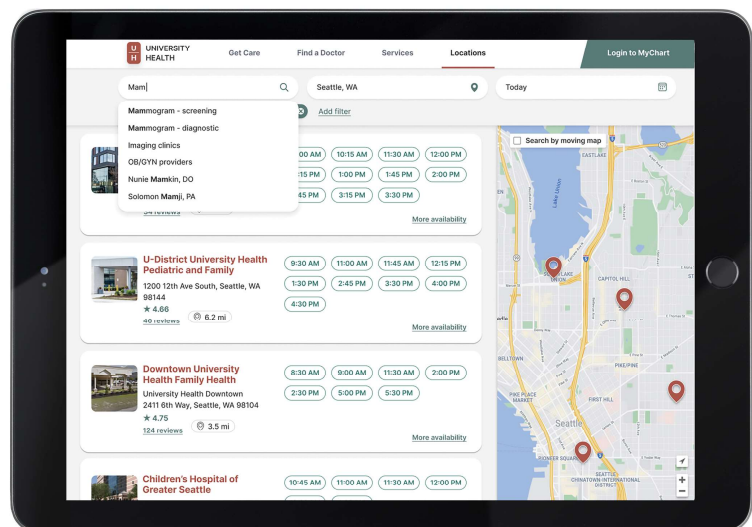 UNIVERSITY
HEALTH
Get Care
Find a Doctor
Services
Locations
Login to MyChart
Mam
Seattle, WA
Today
Add filter
Mammogram - screening
Mammogram - diagnostic
Imaging clinics
OB/GYN providers
Nunie Mamkin, DO
Solomon Mamji, PA
10:15 AM
11:30 AM
12:00 PM
1:00 PM
1:45 PM
2:00 PM
3:15 PM
3:30 PM
More availability
U-District University Health
Pediatric and Family
1200 12th Ave South, Seattle, WA
98144
★ 4.66
6.2 mi
9:30 AM
11:00 AM
11:45 AM
12:15 PM
1:30 PM
2:45 PM
3:30 PM
4:00 PM
4:30 PM
More availability
Downtown University
Health Family Health
University Health Downtown
2411 6th Way, Seattle, WA 98104
★ 4.75
124 reviews
3.5 mi
8:30 AM
9:00 AM
11:30 AM
2:00 PM
2:30 PM
5:00 PM
5:30 PM
More availability
Children's Hospital of
Greater Seattle
10:45 AM
11:00 AM
11:30 AM
12:00 PM
Search by moving map
EASTLAKE
Lake Union
CAPITOL HILL
BELLTOWN
PIKE/PINE
PIKE PLACE
MARKET
FIRST HILL
Seattle
PIONEER SQUARE
SEATTLE
CHINATOWN-INTERNATIONAL
DISTRICT